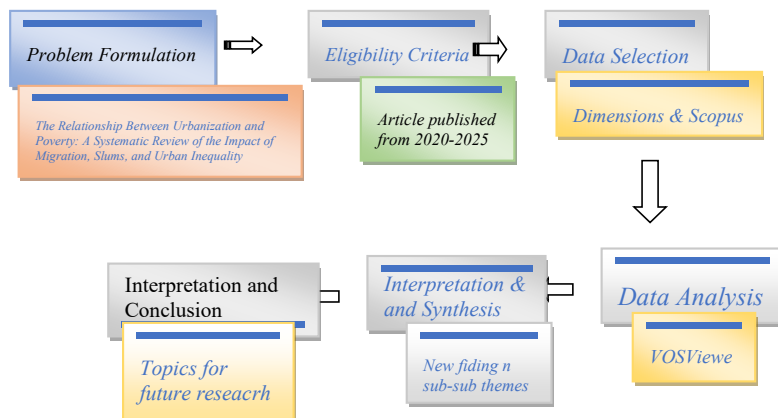 Problem Formulation
The Relationship Between Urbanization and
Poverty: A Systematic Review of the Impact of
Migration, Slums, and Urban Inequality
Eligibility Criteria
Article published
from 2020-2025
Data Selection
Dimensions & Scopus
Data Analysis
VOSViewe
Interpretation &
and Synthesis
New fiding n
sub-sub themes
Interpretation and
Conclusion
Topics for
future reseacrh